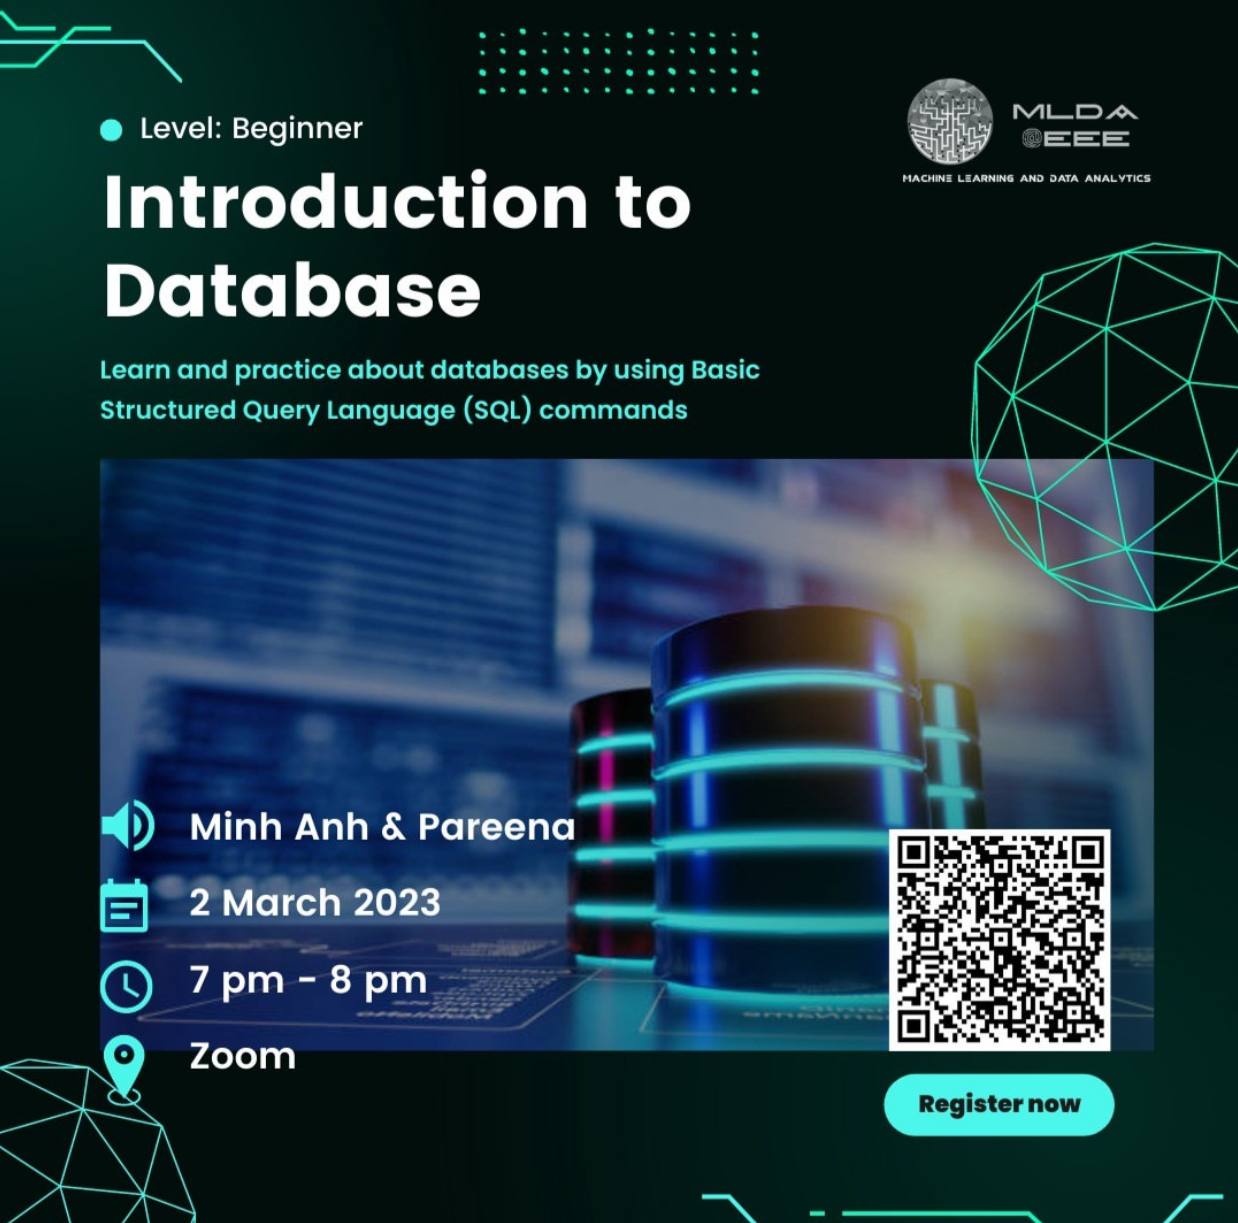 Level: Beginner
Introduction to
Database
Learn and practice about databases by using Basic
Structured Query Language (SQL) commands
MLDA
@EEE
MACHINE LEARNING AND DATA ANALYTICS
Minh Anh & Pareena
2 March 2023
7 pm - 8 pm
Zoom
Register now